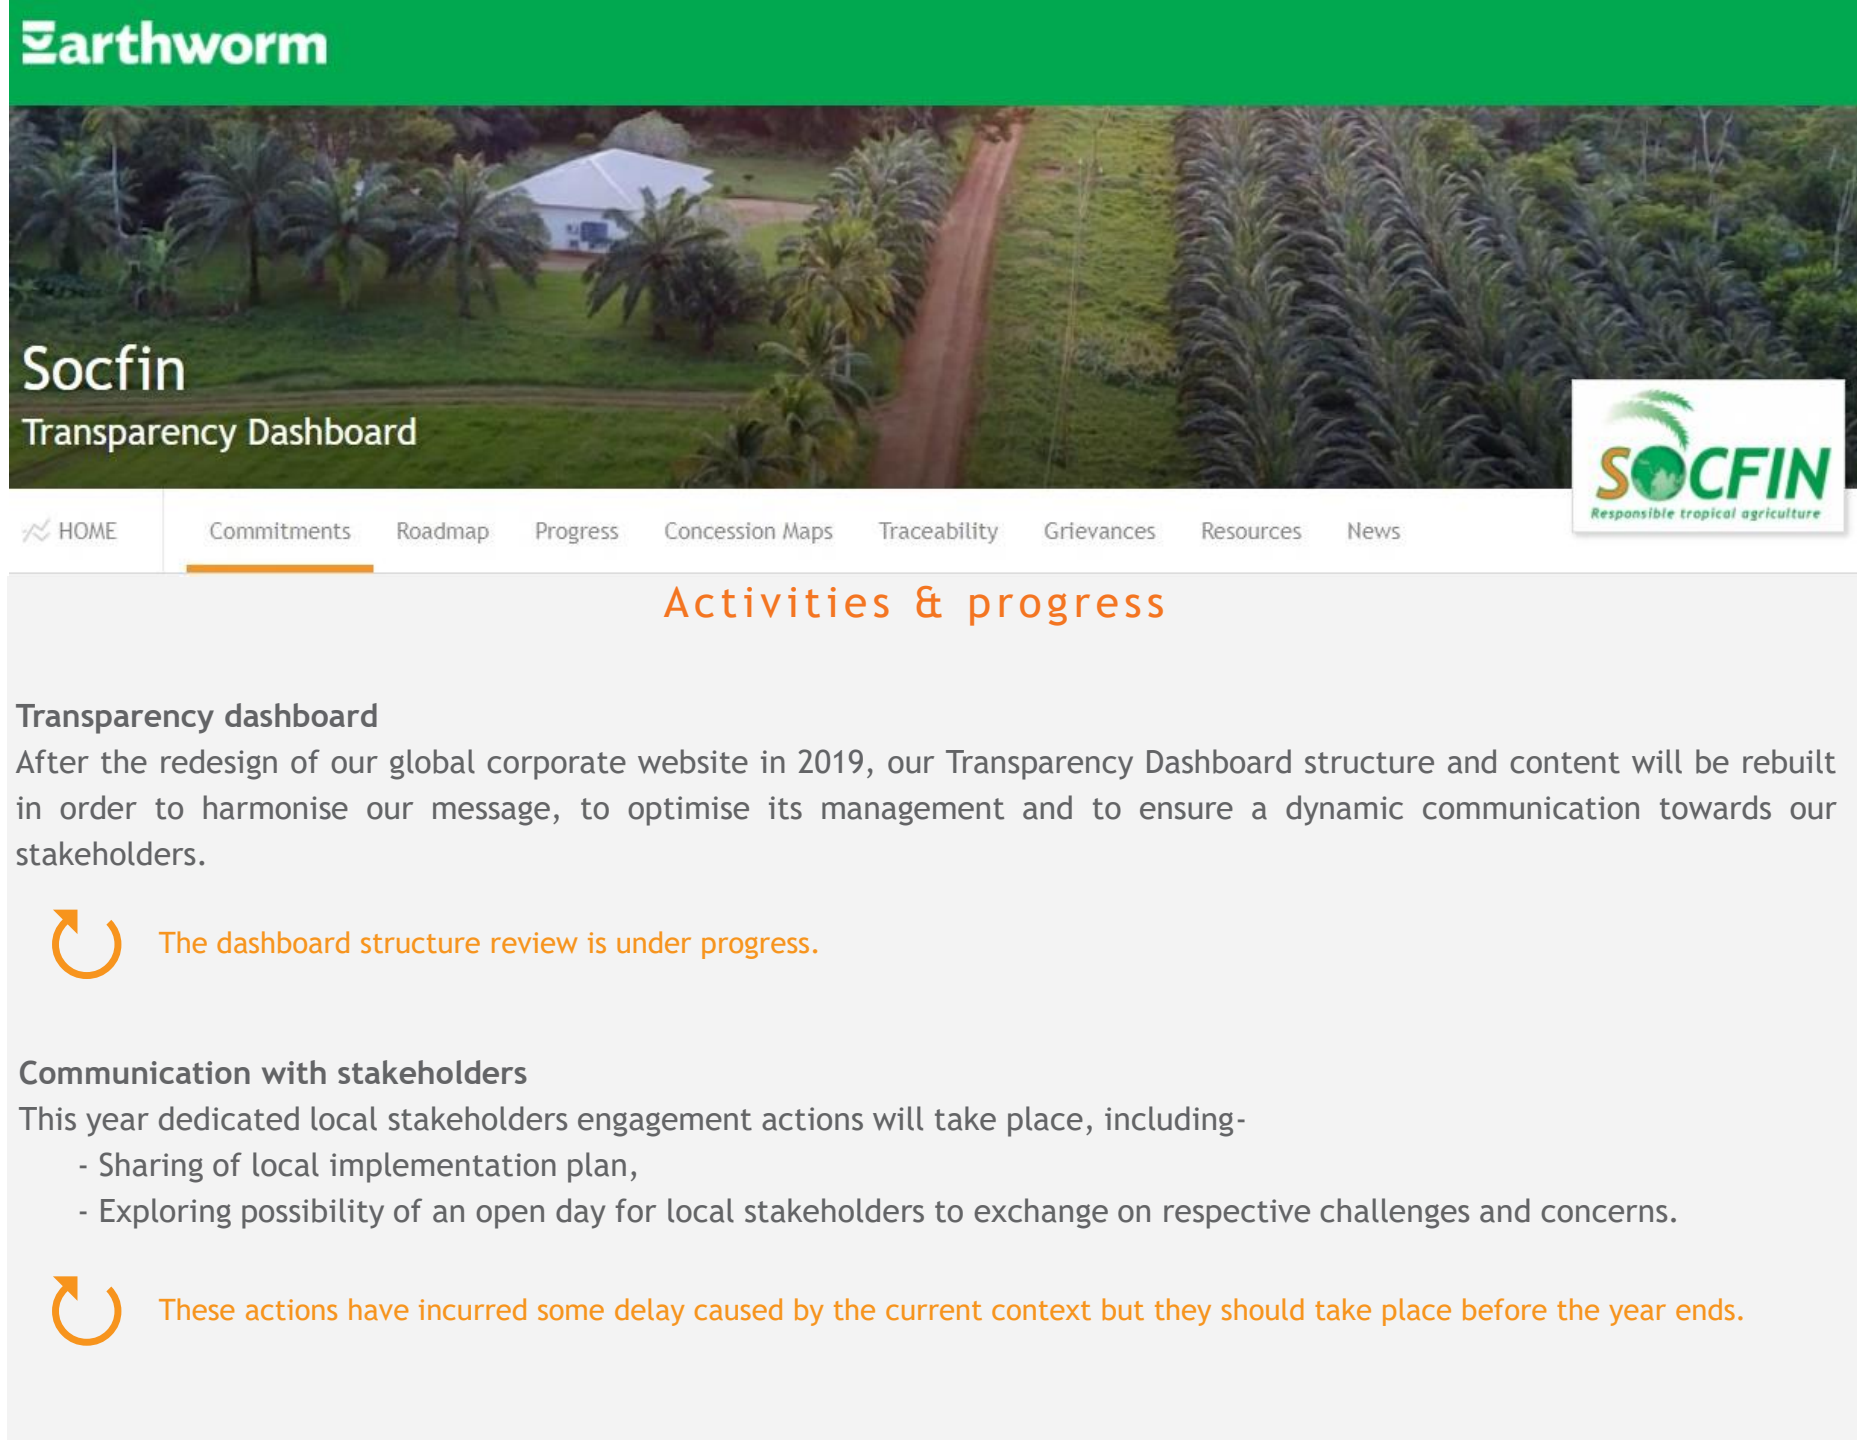 Earthworm
Socfin
Transparency Dashboard
SOCFIN
Responsible tropical agriculture
HOME Commitments Roadmap Progress Concession Maps Traceability Grievances Resources News
Activities & progress
Transparency dashboard
After the redesign of our global corporate website in 2019, our Transparency Dashboard structure and content will be rebuilt
in order to harmonise our message, to optimise its management and to ensure a dynamic communication towards our
stakeholders.
The dashboard structure review is under progress.
Communication with stakeholders
This year dedicated local stakeholders engagement actions will take place, including-
- Sharing of local implementation plan,
- Exploring possibility of an open day for local stakeholders to exchange on respective challenges and concerns.
These actions have incurred some delay caused by the current context but they should take place before the year ends.